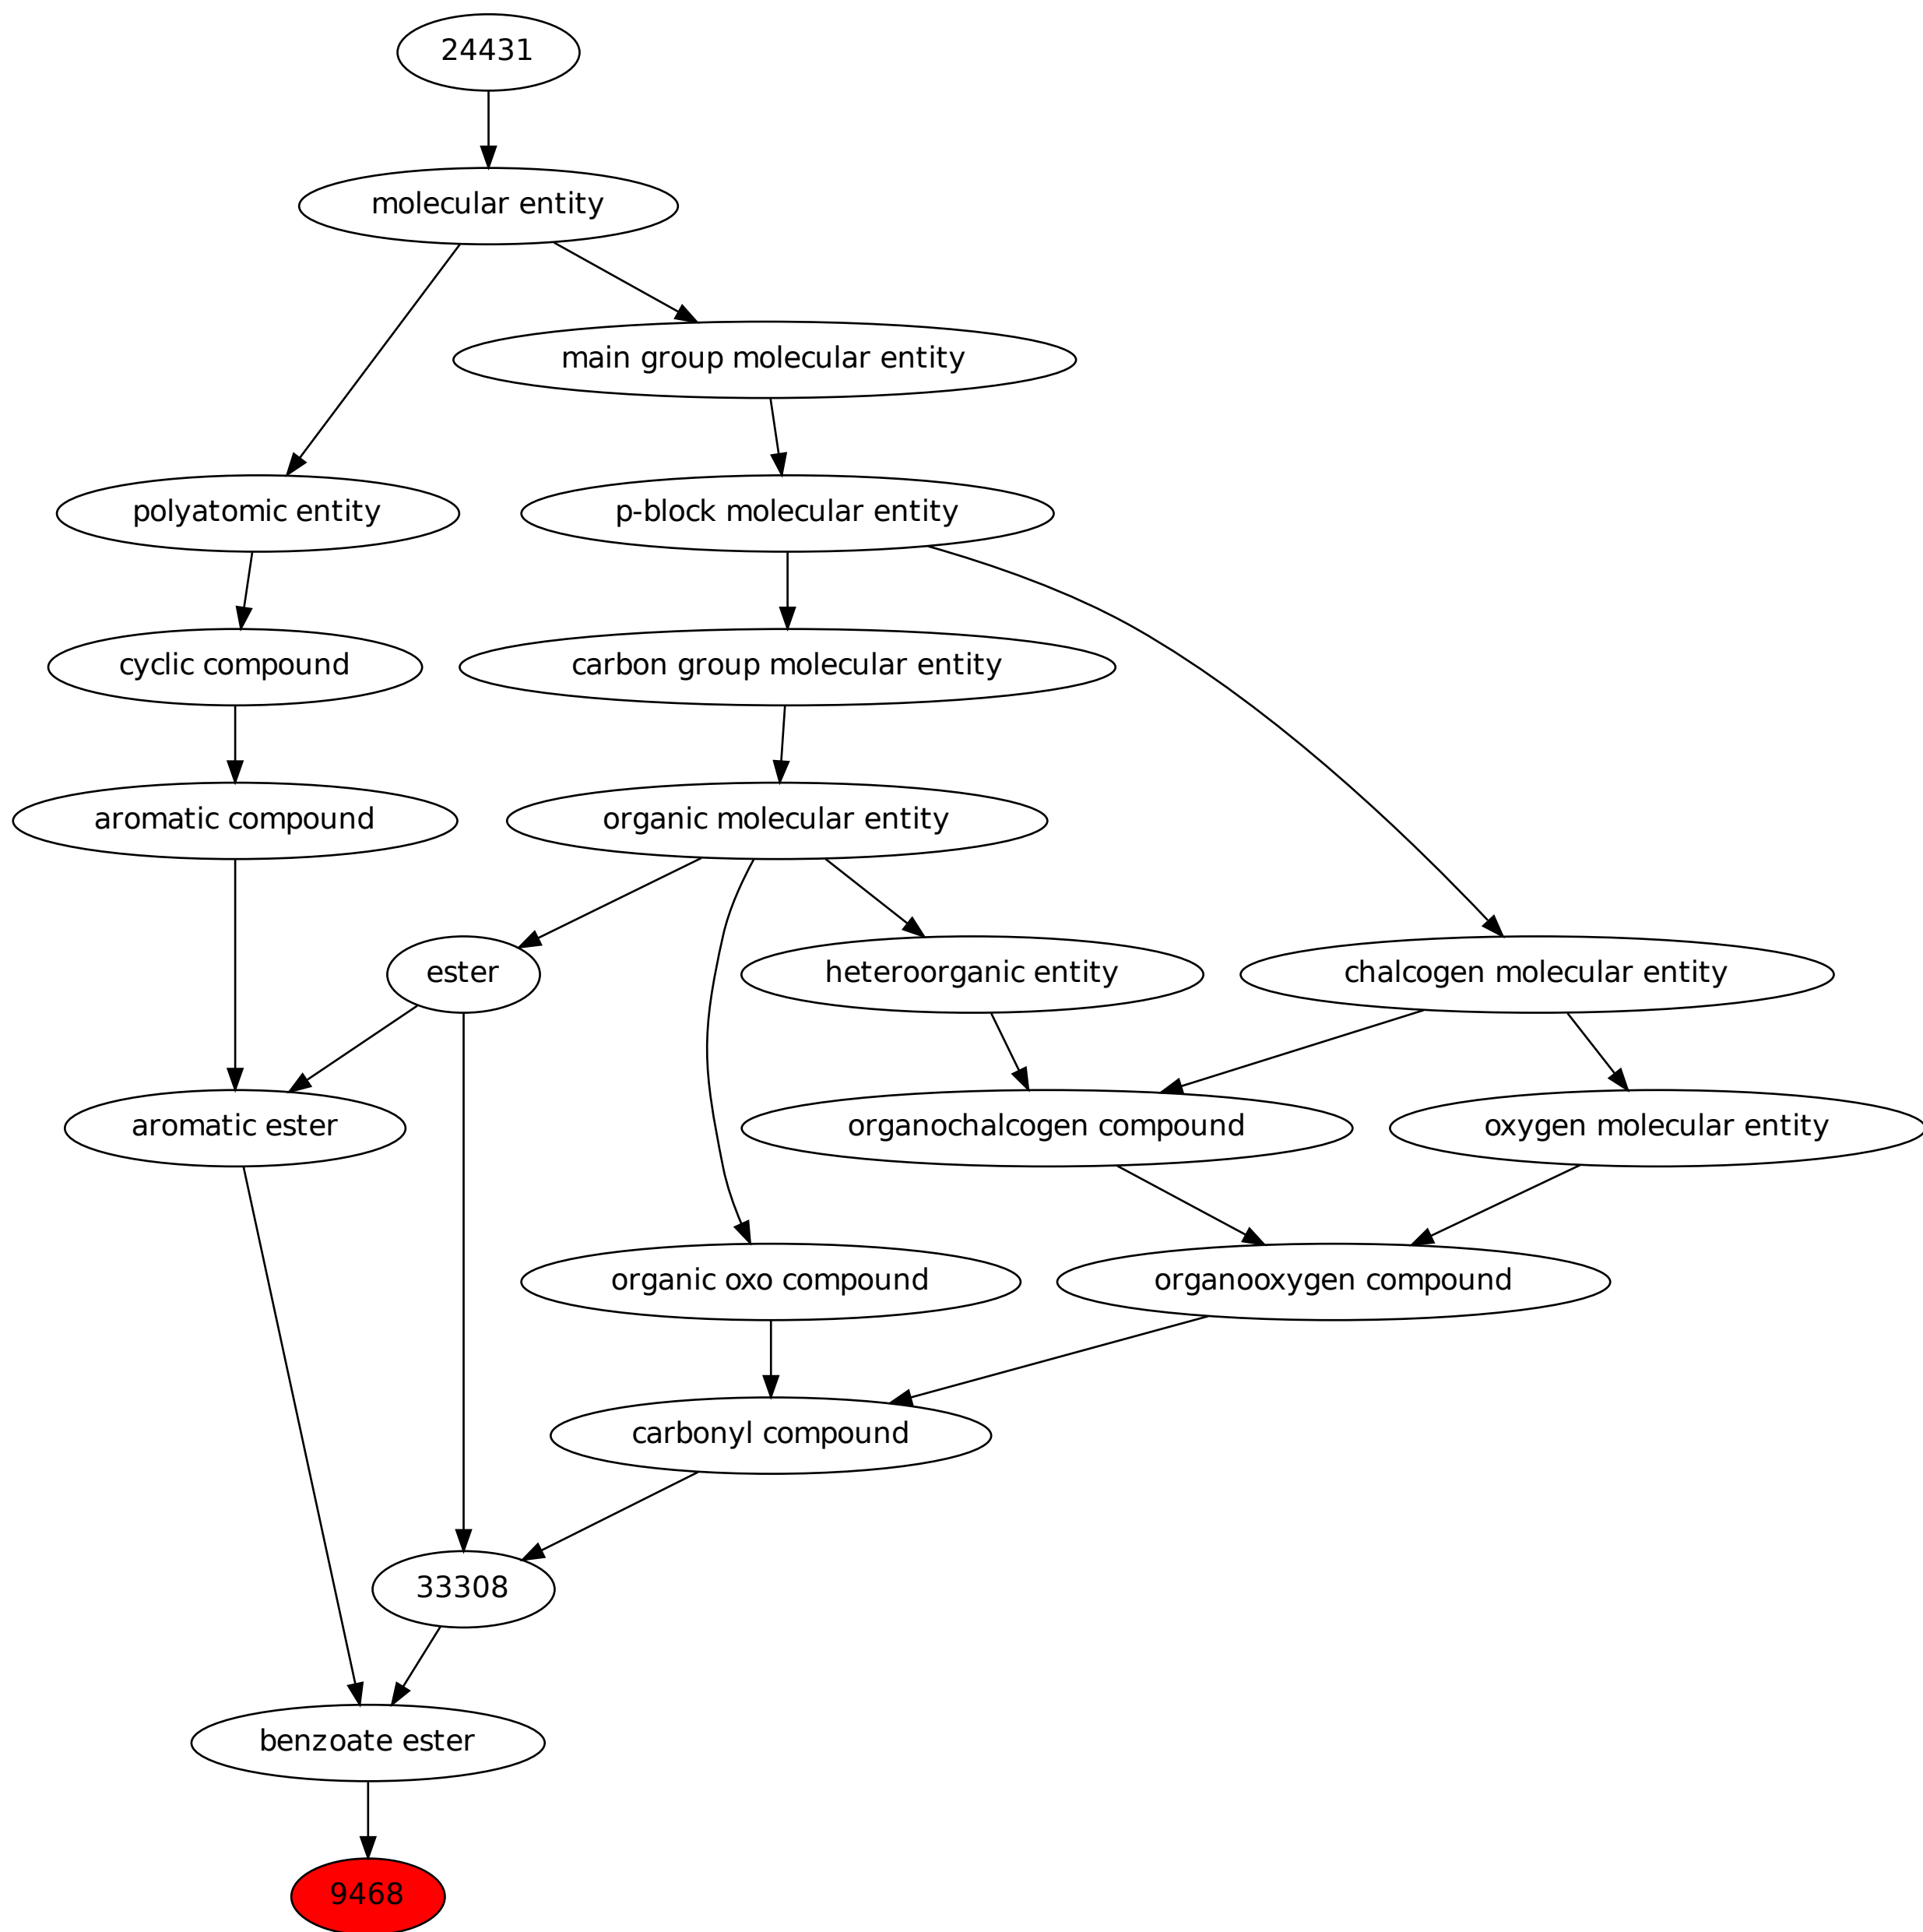 24431
molecular entity
main group molecular entity
polyatomic entity
p-block molecular entity
cyclic compound
carbon group molecular entity
aromatic compound
organic molecular entity
ester
heteroorganic entity
chalcogen molecular entity
aromatic ester
organochalcogen compound
oxygen molecular entity
organic oxo compound
organooxygen compound
carbonyl compound
33308
benzoate ester
9468